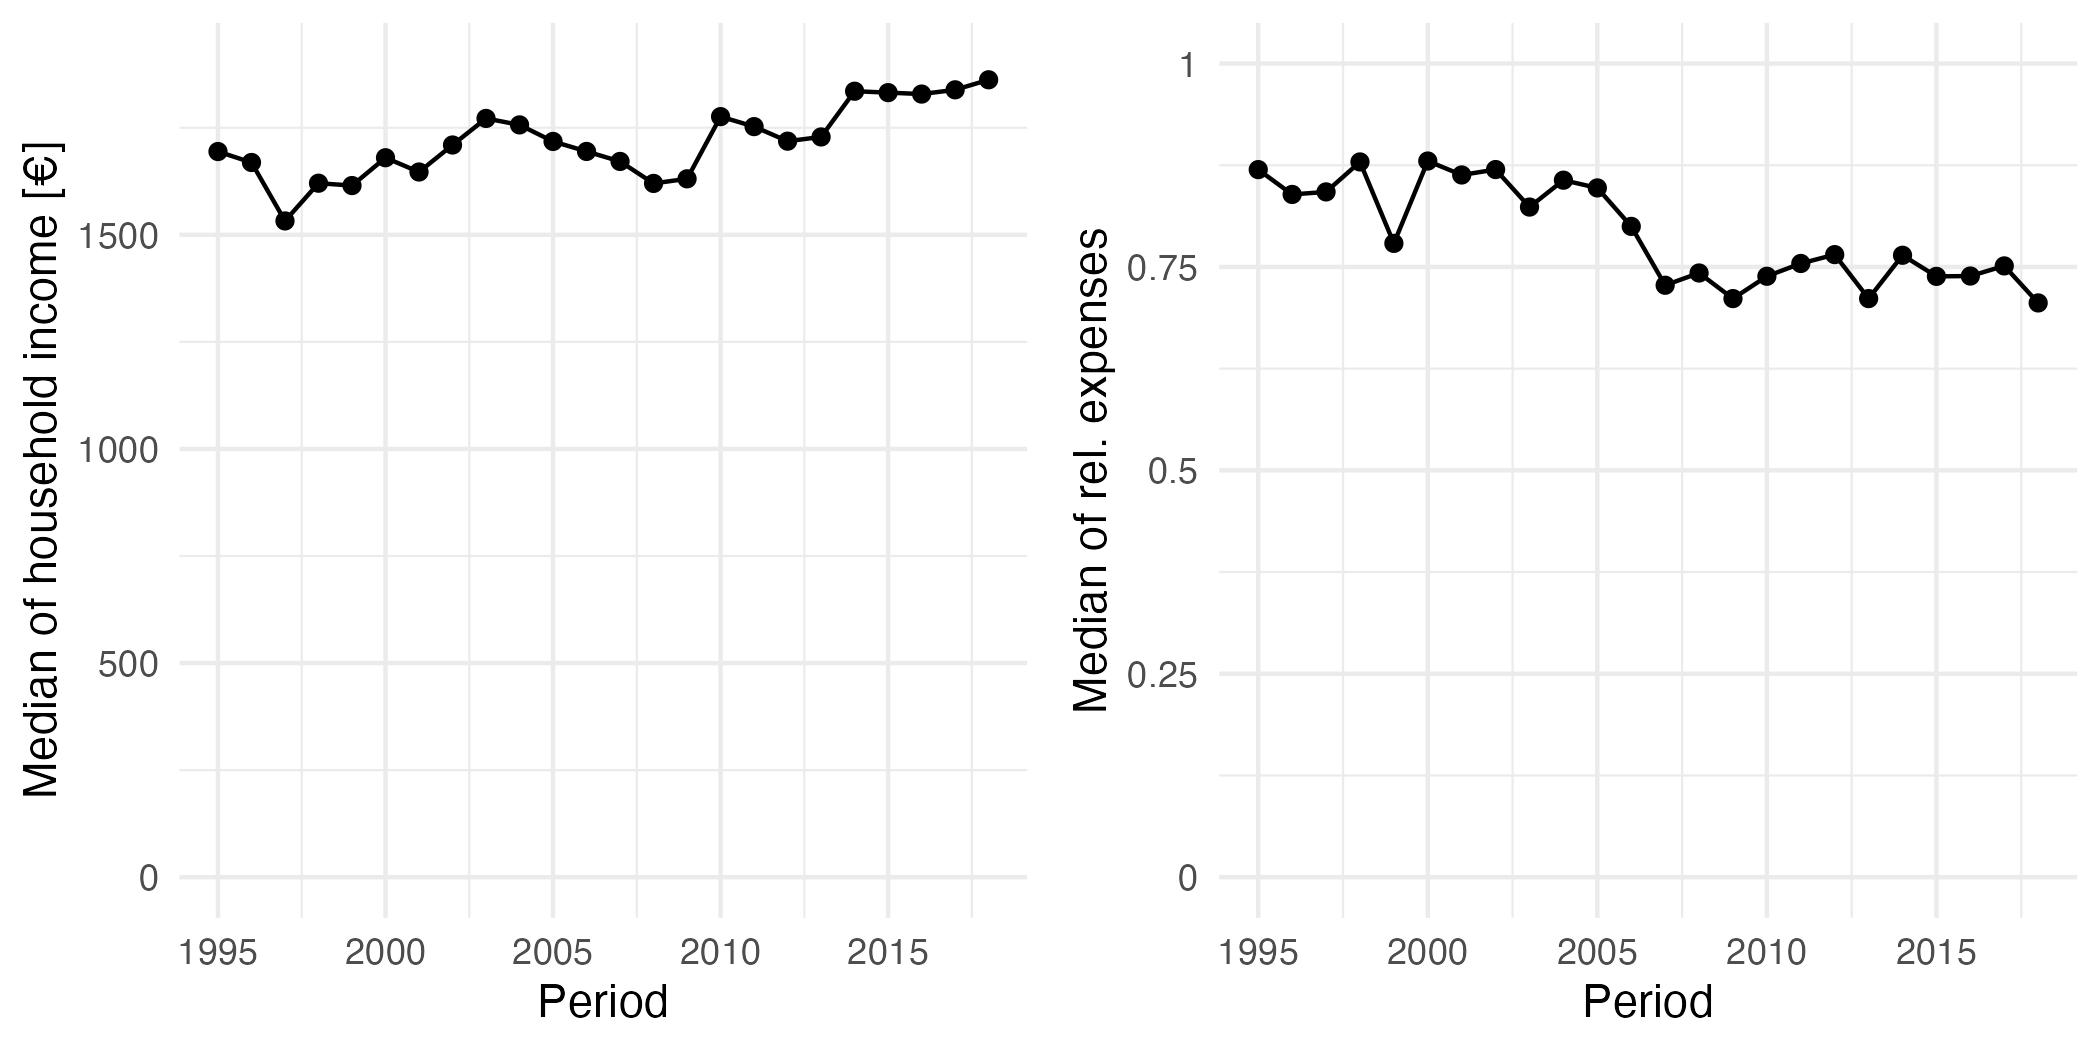 Median of household income [€]
1500
1000
500
0
1995 2000 2005 2010 2015
Period
Median of rel. expenses
1
0.75
0.5
0.25
0
1995 2000 2005 2010 2015
Period